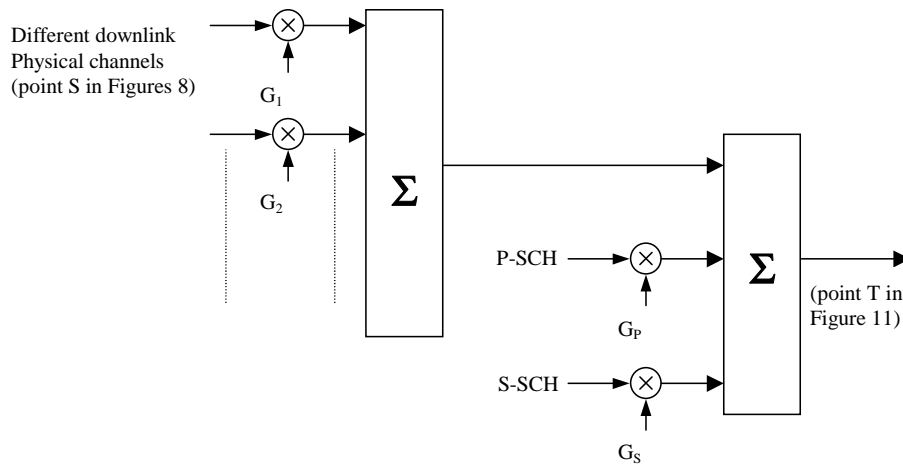 Different downlink
Physical channels
(point S in Figures 8)
G1
G2
Σ
P-SCH
GP
S-SCH
GS
Σ
(point T in
Figure 11)